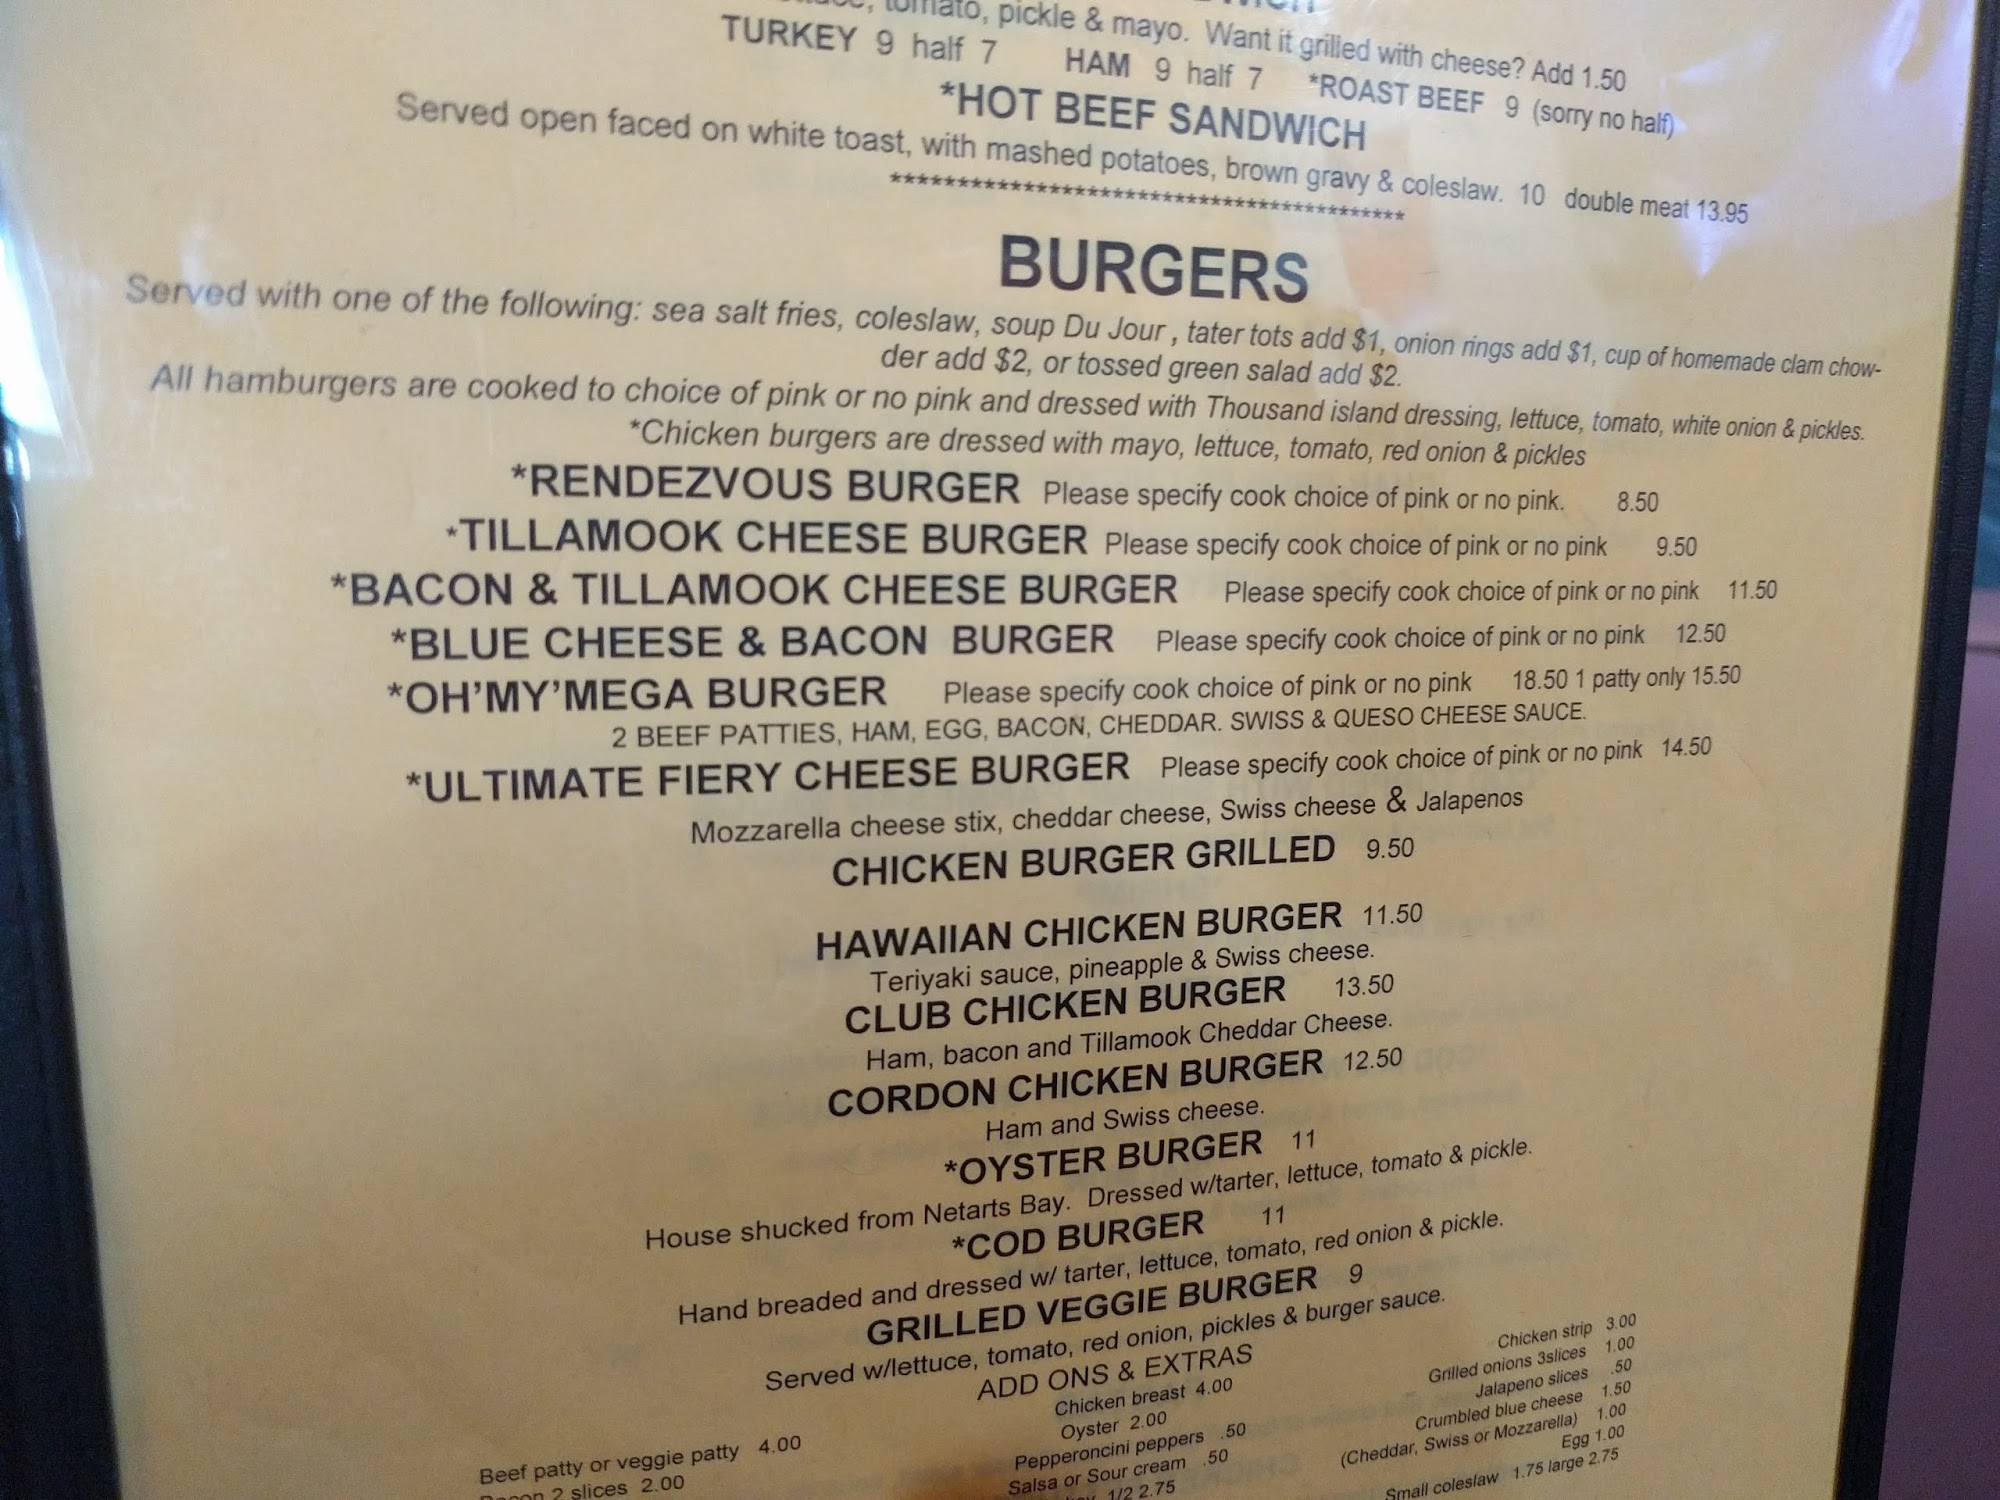 tomato, pickle & mayo. Want it grilled with cheese? Add 1.50
TURKEY 9 half 7 HAM 9 half 7 *ROAST BEEF 9 (sorry no half)
*HOT BEEF SANDWICH
Served open faced on white toast, with mashed potatoes, brown gravy & coleslaw. 10 double meat 13.95
******************************************
BURGERS
Served with one of the following: sea salt fries, coleslaw, soup Du Jour , tater tots add $1, onion rings add $1, cup of homemade clam chow-
der add $2, or tossed green salad add $2.
All hamburgers are cooked to choice of pink or no pink and dressed with Thousand island dressing, lettuce, tomato, white onion & pickles.
*Chicken burgers are dressed with mayo, lettuce, tomato, red onion & pickles
*RENDEZVOUS BURGER Please specify cook choice of pink or no pink. 8.50
*TILLAMOOK CHEESE BURGER Please specify cook choice of pink or no pink 9.50
*BACON & TILLAMOOK CHEESE BURGER Please specify cook choice of pink or no pink 11.50
*BLUE CHEESE & BACON BURGER Please specify cook choice of pink or no pink 12.50
*OH'MY'MEGA BURGER Please specify cook choice of pink or no pink 18.50 1 patty only 15.50
2 BEEF PATTIES, HAM, EGG, BACON, CHEDDAR. SWISS & QUESO CHEESE SAUCE.
*ULTIMATE FIERY CHEESE BURGER Please specify cook choice of pink or no pink 14.50
Mozzarella cheese stix, cheddar cheese, Swiss cheese & Jalapenos
CHICKEN BURGER GRILLED 9.50
HAWAIIAN CHICKEN BURGER 11.50
Teriyaki sauce, pineapple & Swiss cheese.
CLUB CHICKEN BURGER 13.50
Ham, bacon and Tillamook Cheddar Cheese.
CORDON CHICKEN BURGER 12.50
Ham and Swiss cheese.
*OYSTER BURGER 11
House shucked from Netarts Bay. Dressed w/tarter, lettuce, tomato & pickle.
*COD BURGER 11
Hand breaded and dressed w/ tarter, lettuce, tomato, red onion & pickle.
GRILLED VEGGIE BURGER 9
Served w/lettuce, tomato, red onion, pickles & burger sauce.
ADD ONS & EXTRAS
Beef patty or veggie patty 4.00
2 slices 2.00
Chicken breast 4.00
Oyster 2.00
Pepperoncini peppers .50
Salsa or Sour cream .50
1/2 2.75
Chicken strip 3.00
Grilled onions 3slices 1.00
Jalapeno slices .50
Crumbled blue cheese 1.50
(Cheddar, Swiss or Mozzarella) 1.00
Egg 1.00
Small coleslaw 1.75 large 2.75